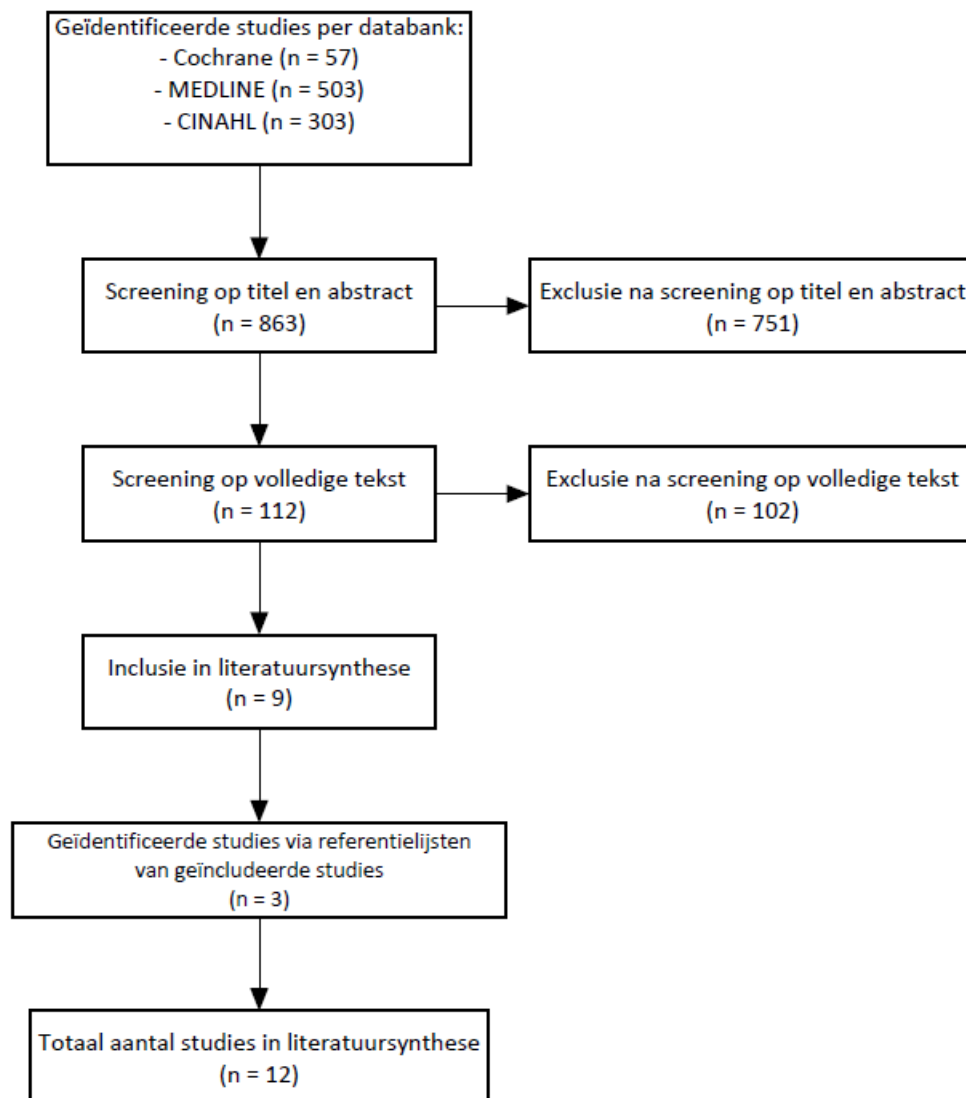 Geïdentificeerde studies per databank:
- Cochrane (n = 57)
- MEDLINE (n = 503)
- CINAHL (n = 303)
Screening op titel en abstract
(n = 863)
Exclusie na screening op titel en abstract
(n = 751)
Screening op volledige tekst
(n = 112)
Exclusie na screening op volledige tekst
(n = 102)
Inclusie in literatuursynthese
(n = 9)
Geïdentificeerde studies via referentielijsten
van geïncludeerde studies
(n = 3)
Totaal aantal studies in literatuursynthese
(n = 12)